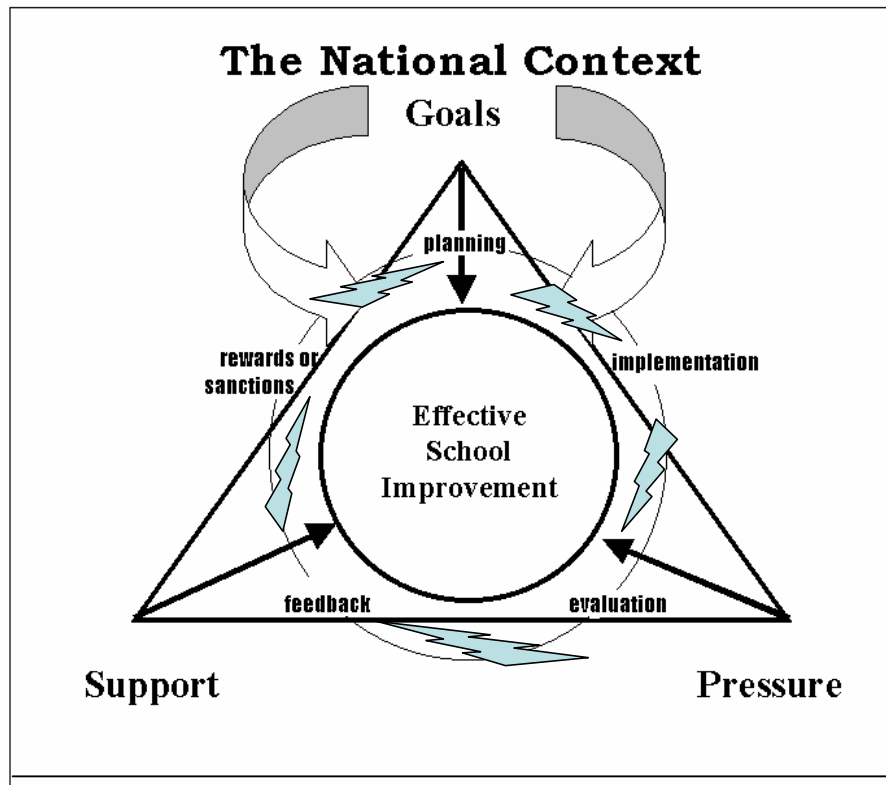 The National Context
Goals
planning
rewards or
sanctions
implementation
Effective
School
Improvement
feedback
evaluation
Support
Pressure